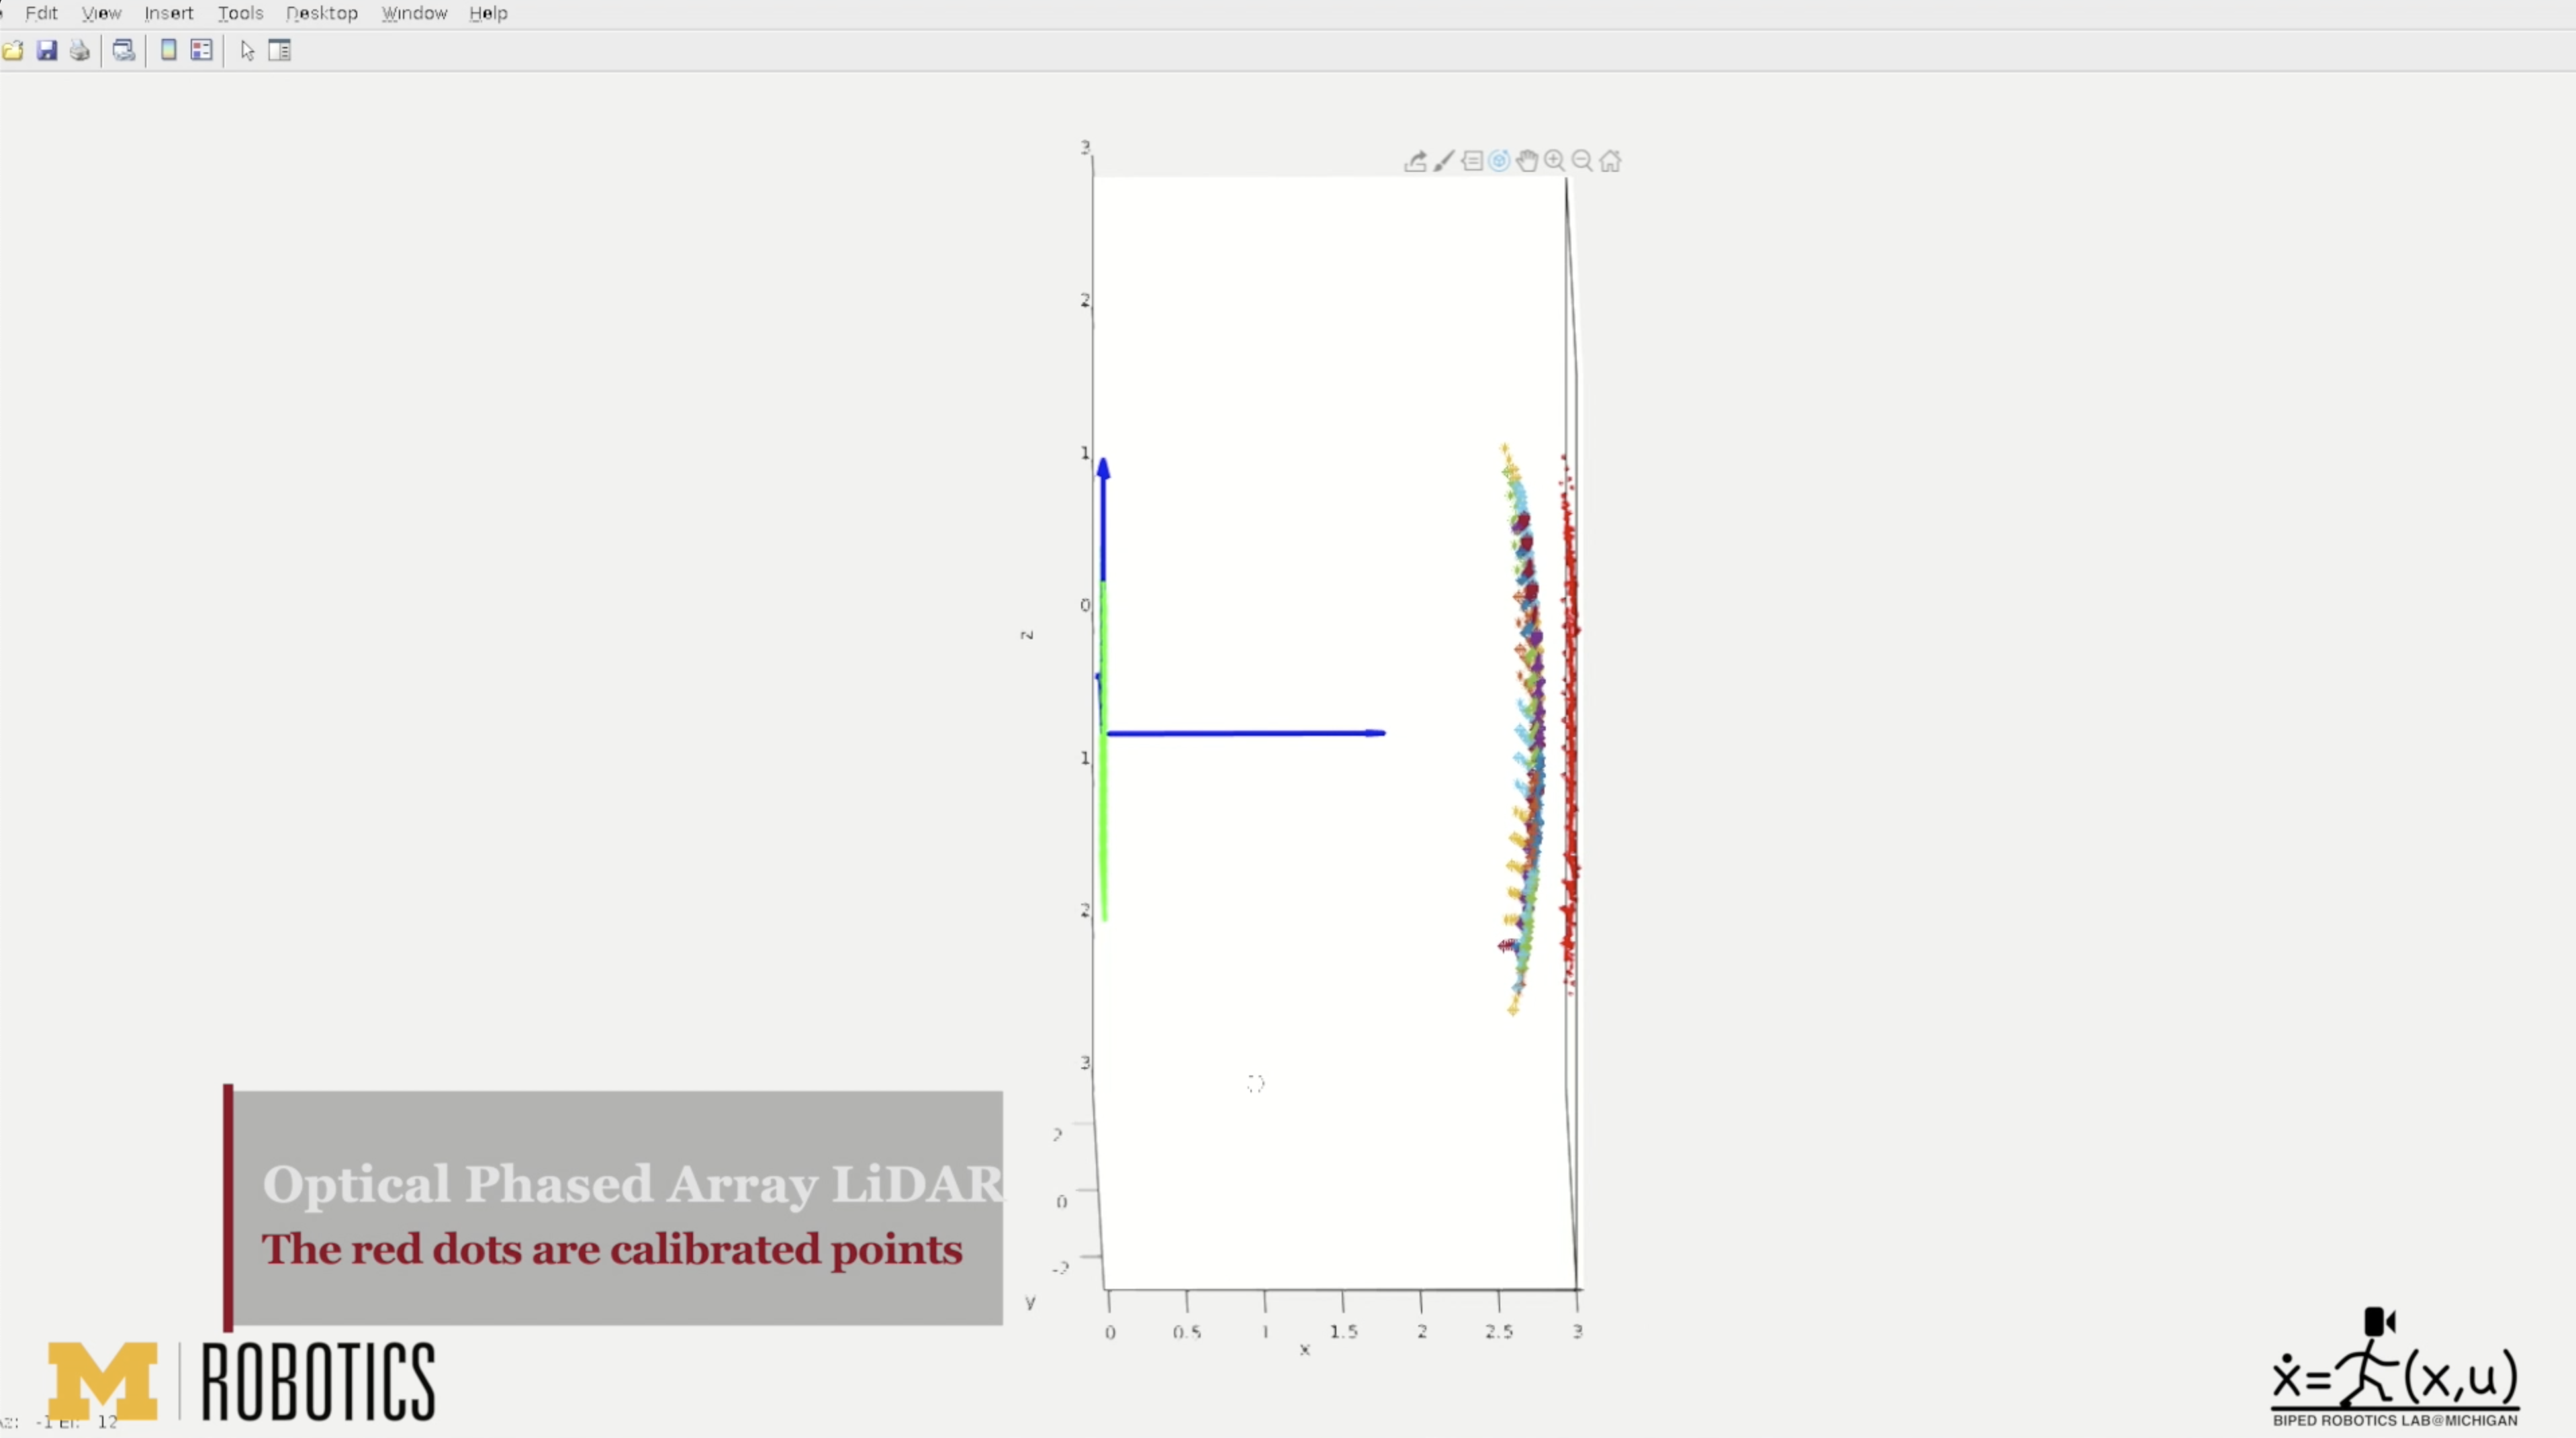 Edit View Insert Tools Desktop Window Help
3
2
1
0
z
1
2
3
2
0
-2
y
0 0.5 1 1.5 2 2.5 3
x
Optical Phased Array LiDAR
The red dots are calibrated points
M ROBOTICS
Az: -1 El: 12
ẋ= (x,u)
BIPED ROBOTICS LAB@MICHIGAN